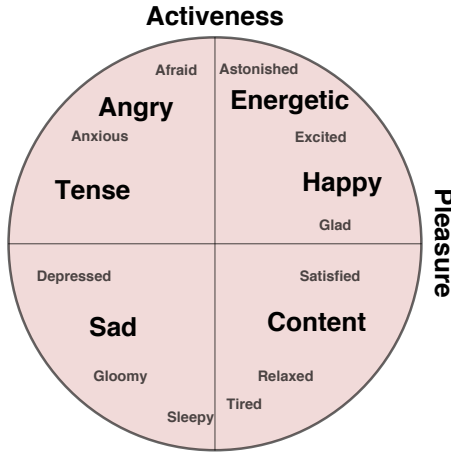 Activeness
Afraid
Astonished
Angry
Energetic
Anxious
Excited
Tense
Happy
Pleasure
Glad
Depressed
Satisfied
Sad
Content
Gloomy
Relaxed
Tired
Sleepy